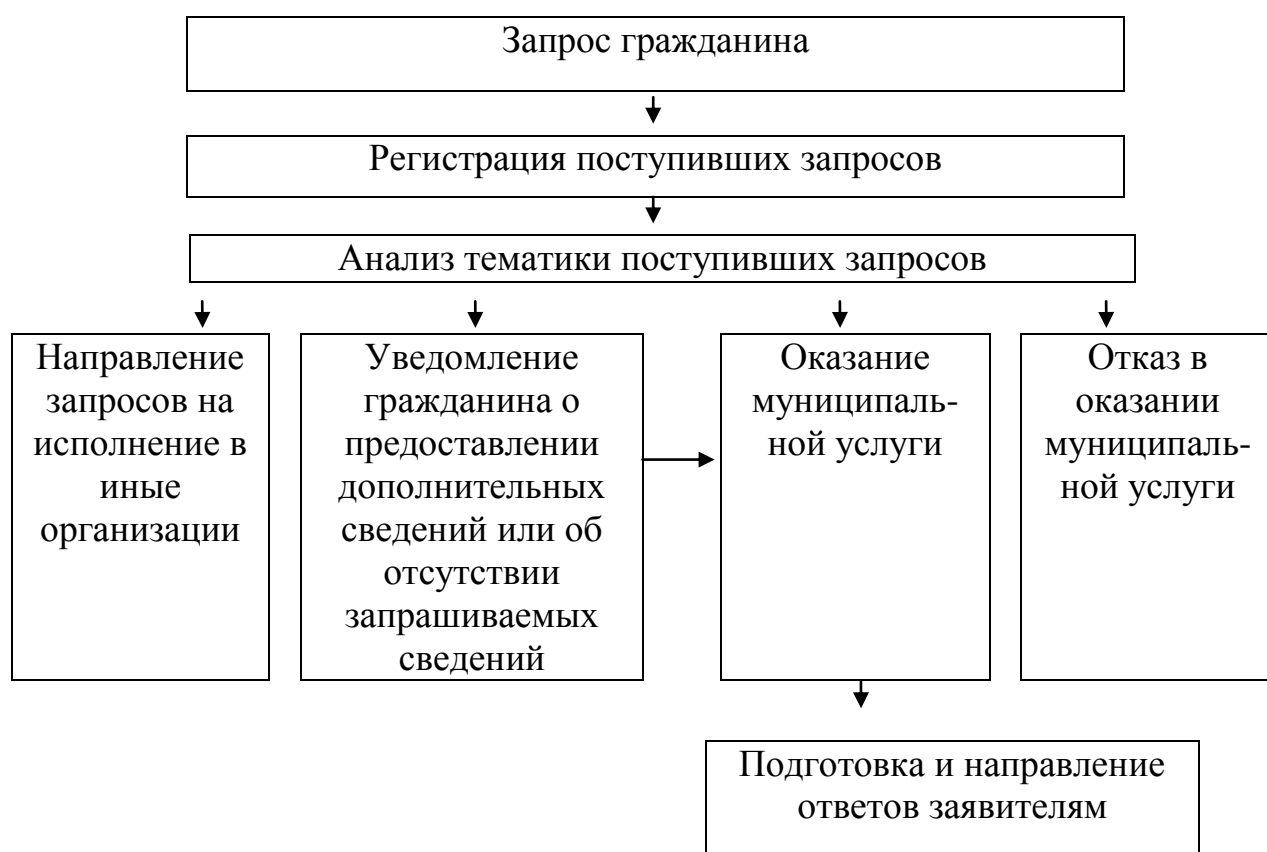 Запрос гражданина
Регистрация поступивших запросов
Анализ тематики поступивших запросов
Направление
запросов на
исполнение в
иные
организации
Уведомление
гражданина о
предоставлении
дополнительных
сведений или об
отсутствии
запрашиваемых
сведений
Оказание
муниципаль-
ной услуги
Отказ в
оказании
муниципаль-
ной услуги
Подготовка и направление
ответов заявителям